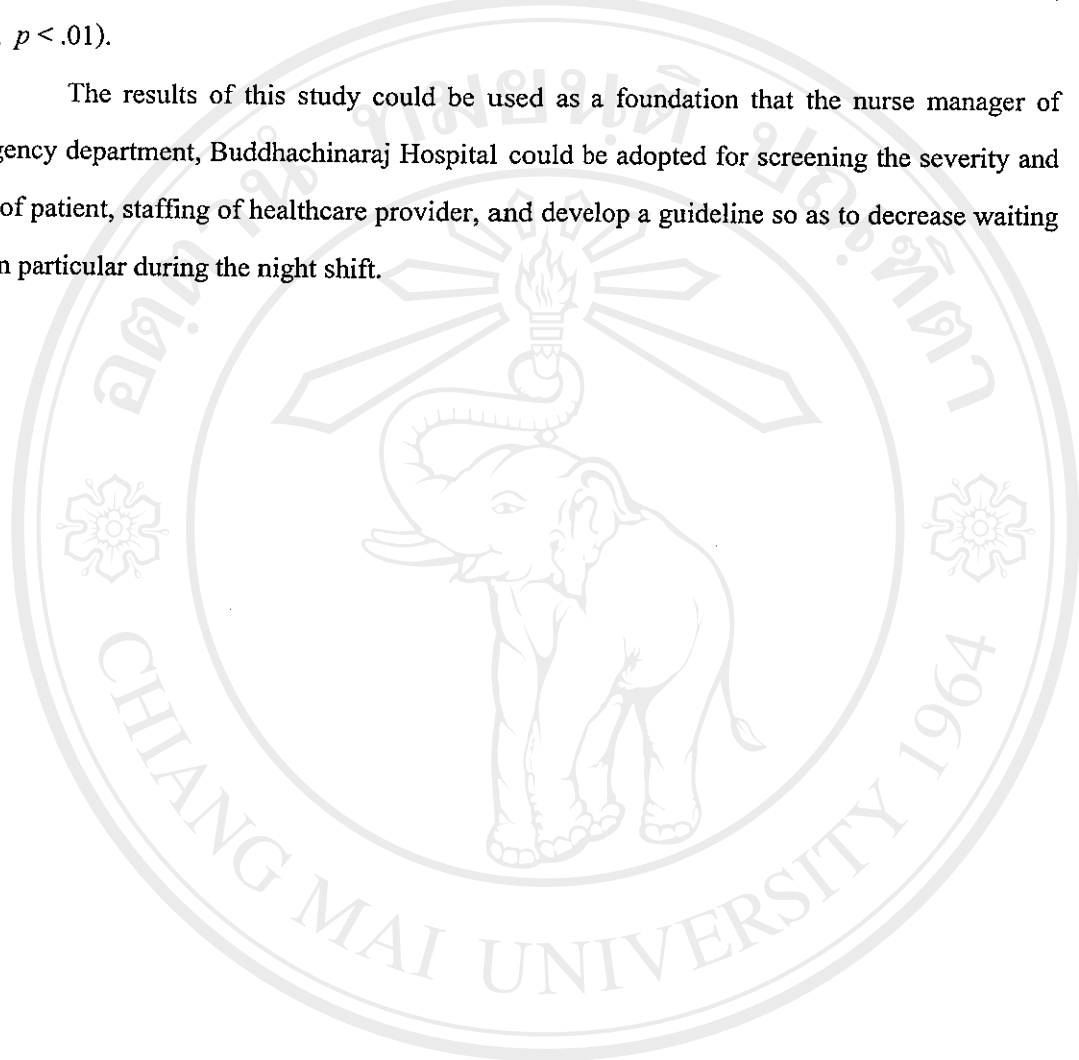 p < .01).
The results of this study could be used as a foundation that the nurse manager of
gency department, Buddhachinaraj Hospital could be adopted for screening the severity and
of patient, staffing of healthcare provider, and develop a guideline so as to decrease waiting
n particular during the night shift.
CHIANG MAI UNIVERSITY 1964